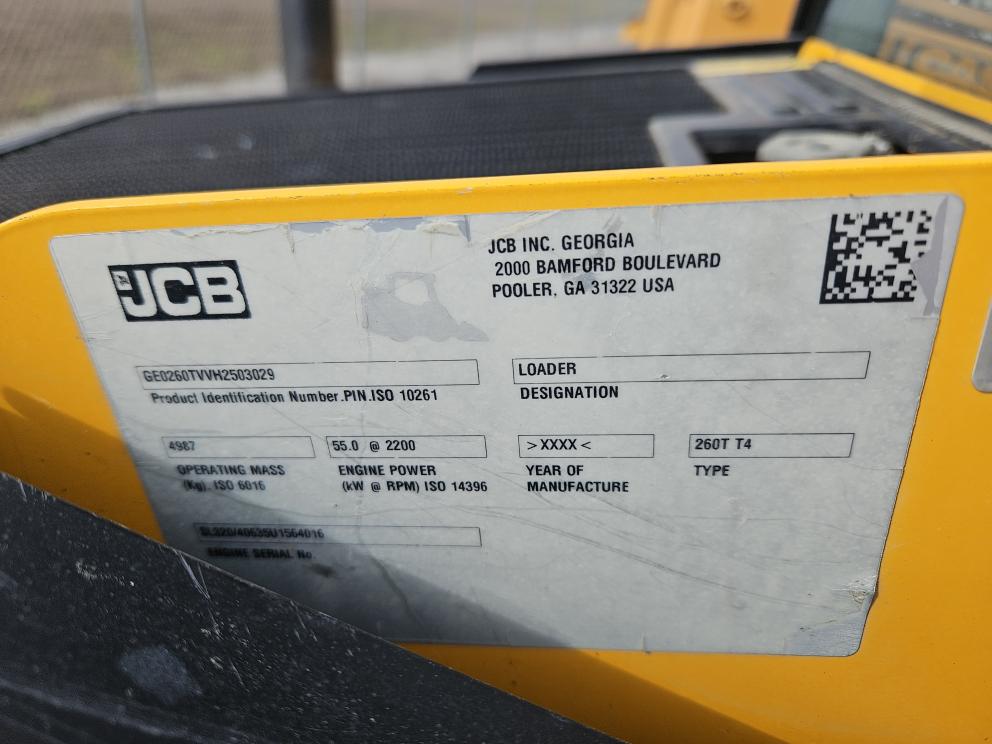 JCB
JCB INC. GEORGIA
2000 BAMFORD BOULEVARD
POOLER, GA 31322 USA
GE0260TVVH2503029
Product Identification Number.PIN.ISO 10261
LOADER
DESIGNATION
4987
OPERATING MASS
(Kg). ISO 6016
55.0 @ 2200
ENGINE POWER
(kW @ RPM) ISO 14396
>XXXX<
YEAR OF
MANUFACTURE
260T T4
TYPE
SL320/40635U1564016
ENGINE SERIAL No.